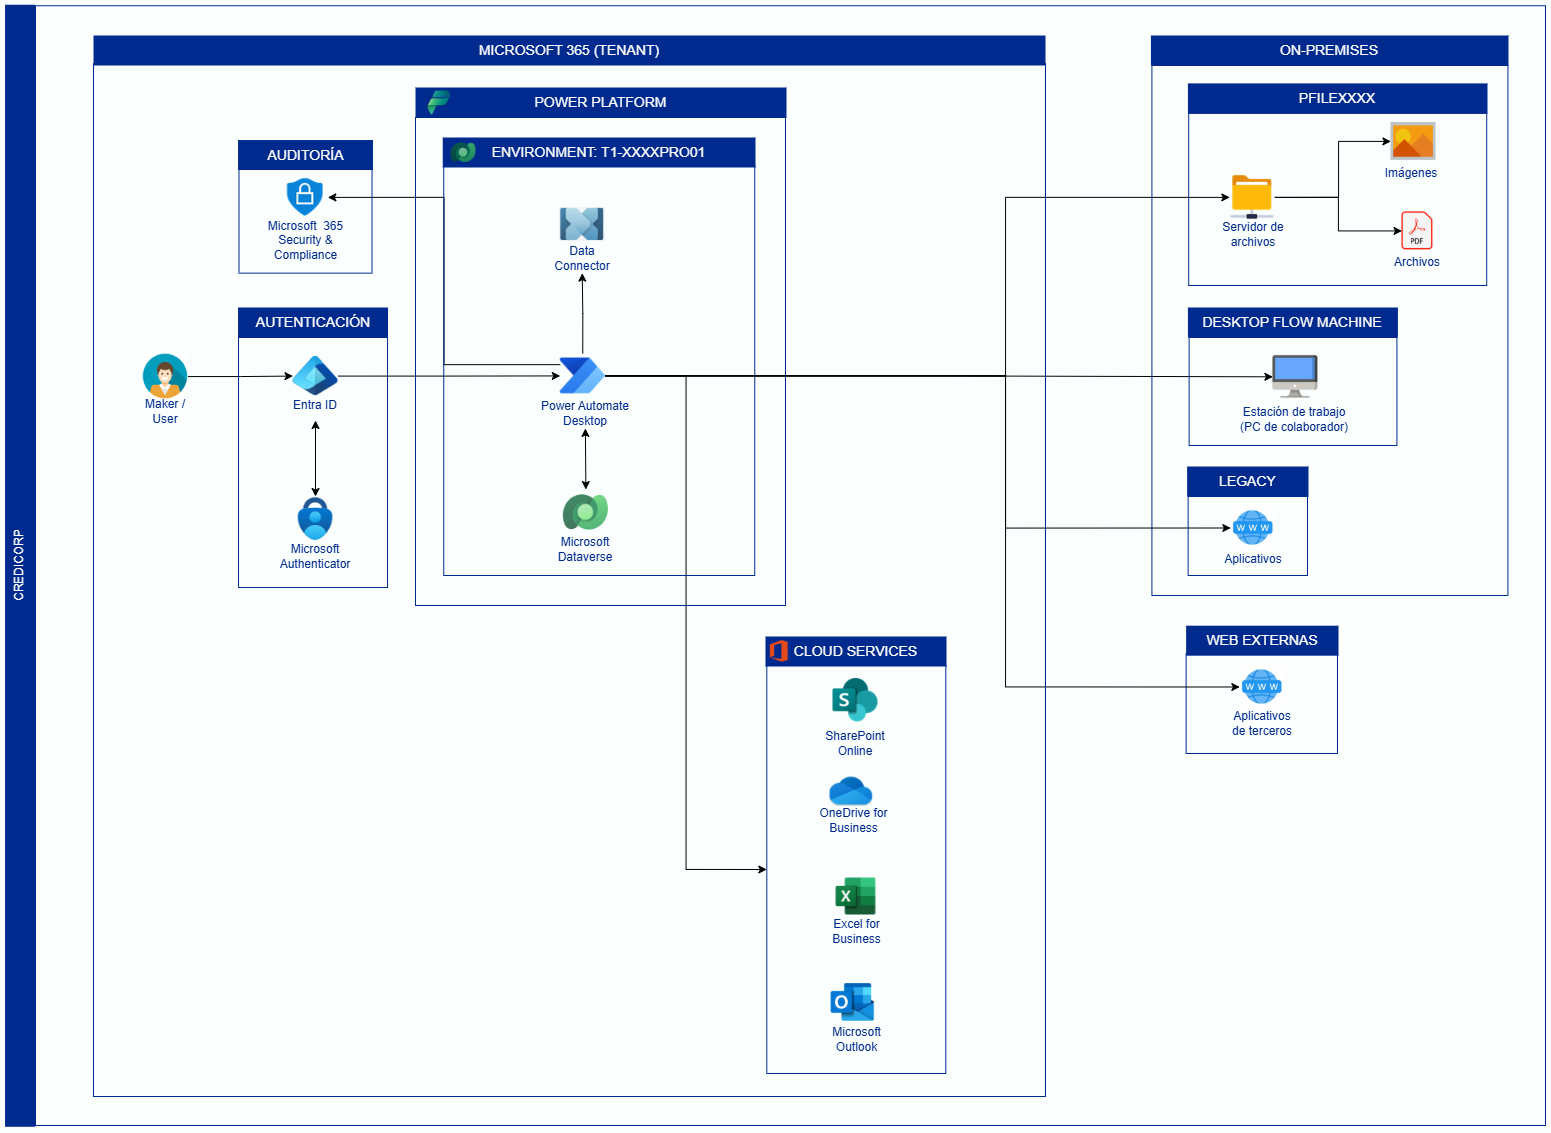 CREDICORP
MICROSOFT 365 (TENANT)
POWER PLATFORM
ENVIRONMENT: T1-XXXXPRO01
AUDITORÍA
Microsoft 365
Security &
Compliance
Data
Connector
AUTENTICACIÓN
Maker /
User
Entra ID
Microsoft
Authenticator
Power Automate
Desktop
Microsoft
Dataverse
CLOUD SERVICES
S
SharePoint
Online
OneDrive for
Business
X
Excel for
Business
O
Microsoft
Outlook
ON-PREMISES
PFILEXXXX
Servidor de
archivos
Imágenes
PDF
Archivos
DESKTOP FLOW MACHINE
Estación de trabajo
(PC de colaborador)
LEGACY
W W W
Aplicativos
WEB EXTERNAS
W W W
Aplicativos
de terceros